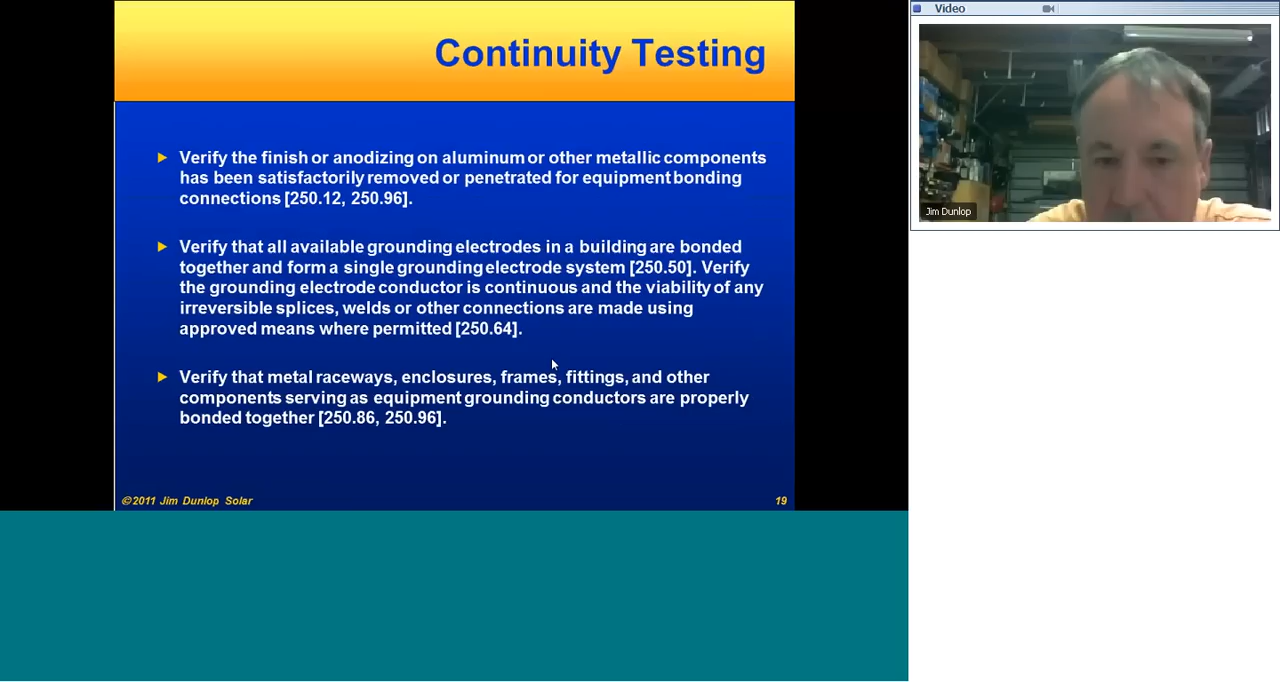 Continuity Testing
Verify the finish or anodizing on aluminum or other metallic components
has been satisfactorily removed or penetrated for equipment bonding
connections [250.12, 250.96].
Verify that all available grounding electrodes in a building are bonded
together and form a single grounding electrode system [250.50]. Verify
the grounding electrode conductor is continuous and the viability of any
irreversible splices, welds or other connections are made using
approved means where permitted [250.64].
Verify that metal raceways, enclosures, frames, fittings, and other
components serving as equipment grounding conductors are properly
bonded together [250.86, 250.96].
©2011 Jim Dunlop Solar
19
Video
Jim Dunlop